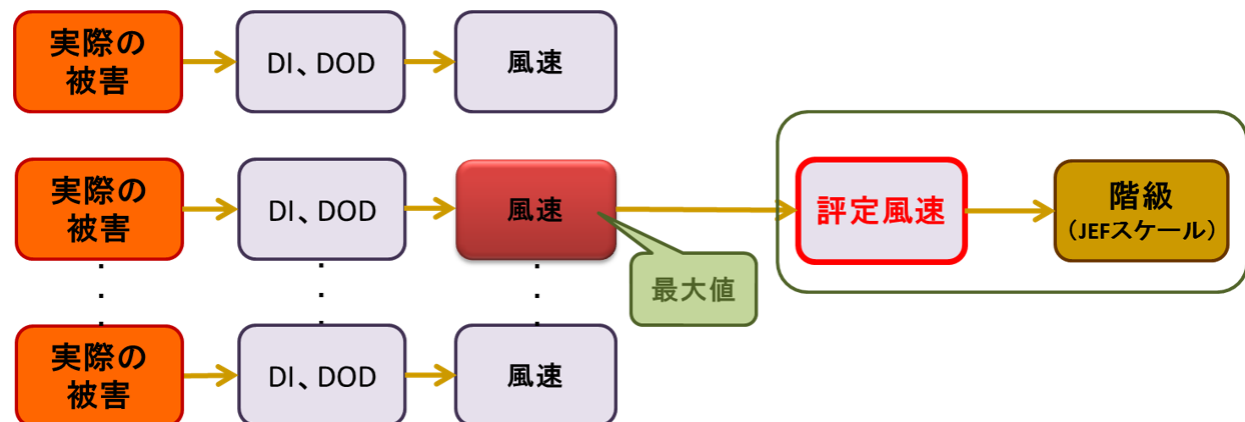 実際の
被害
DI、DOD
風速
実際の
被害
DI、DOD
風速
評定風速
階級
（JEFスケール）
最大値
実際の
被害
DI、DOD
風速